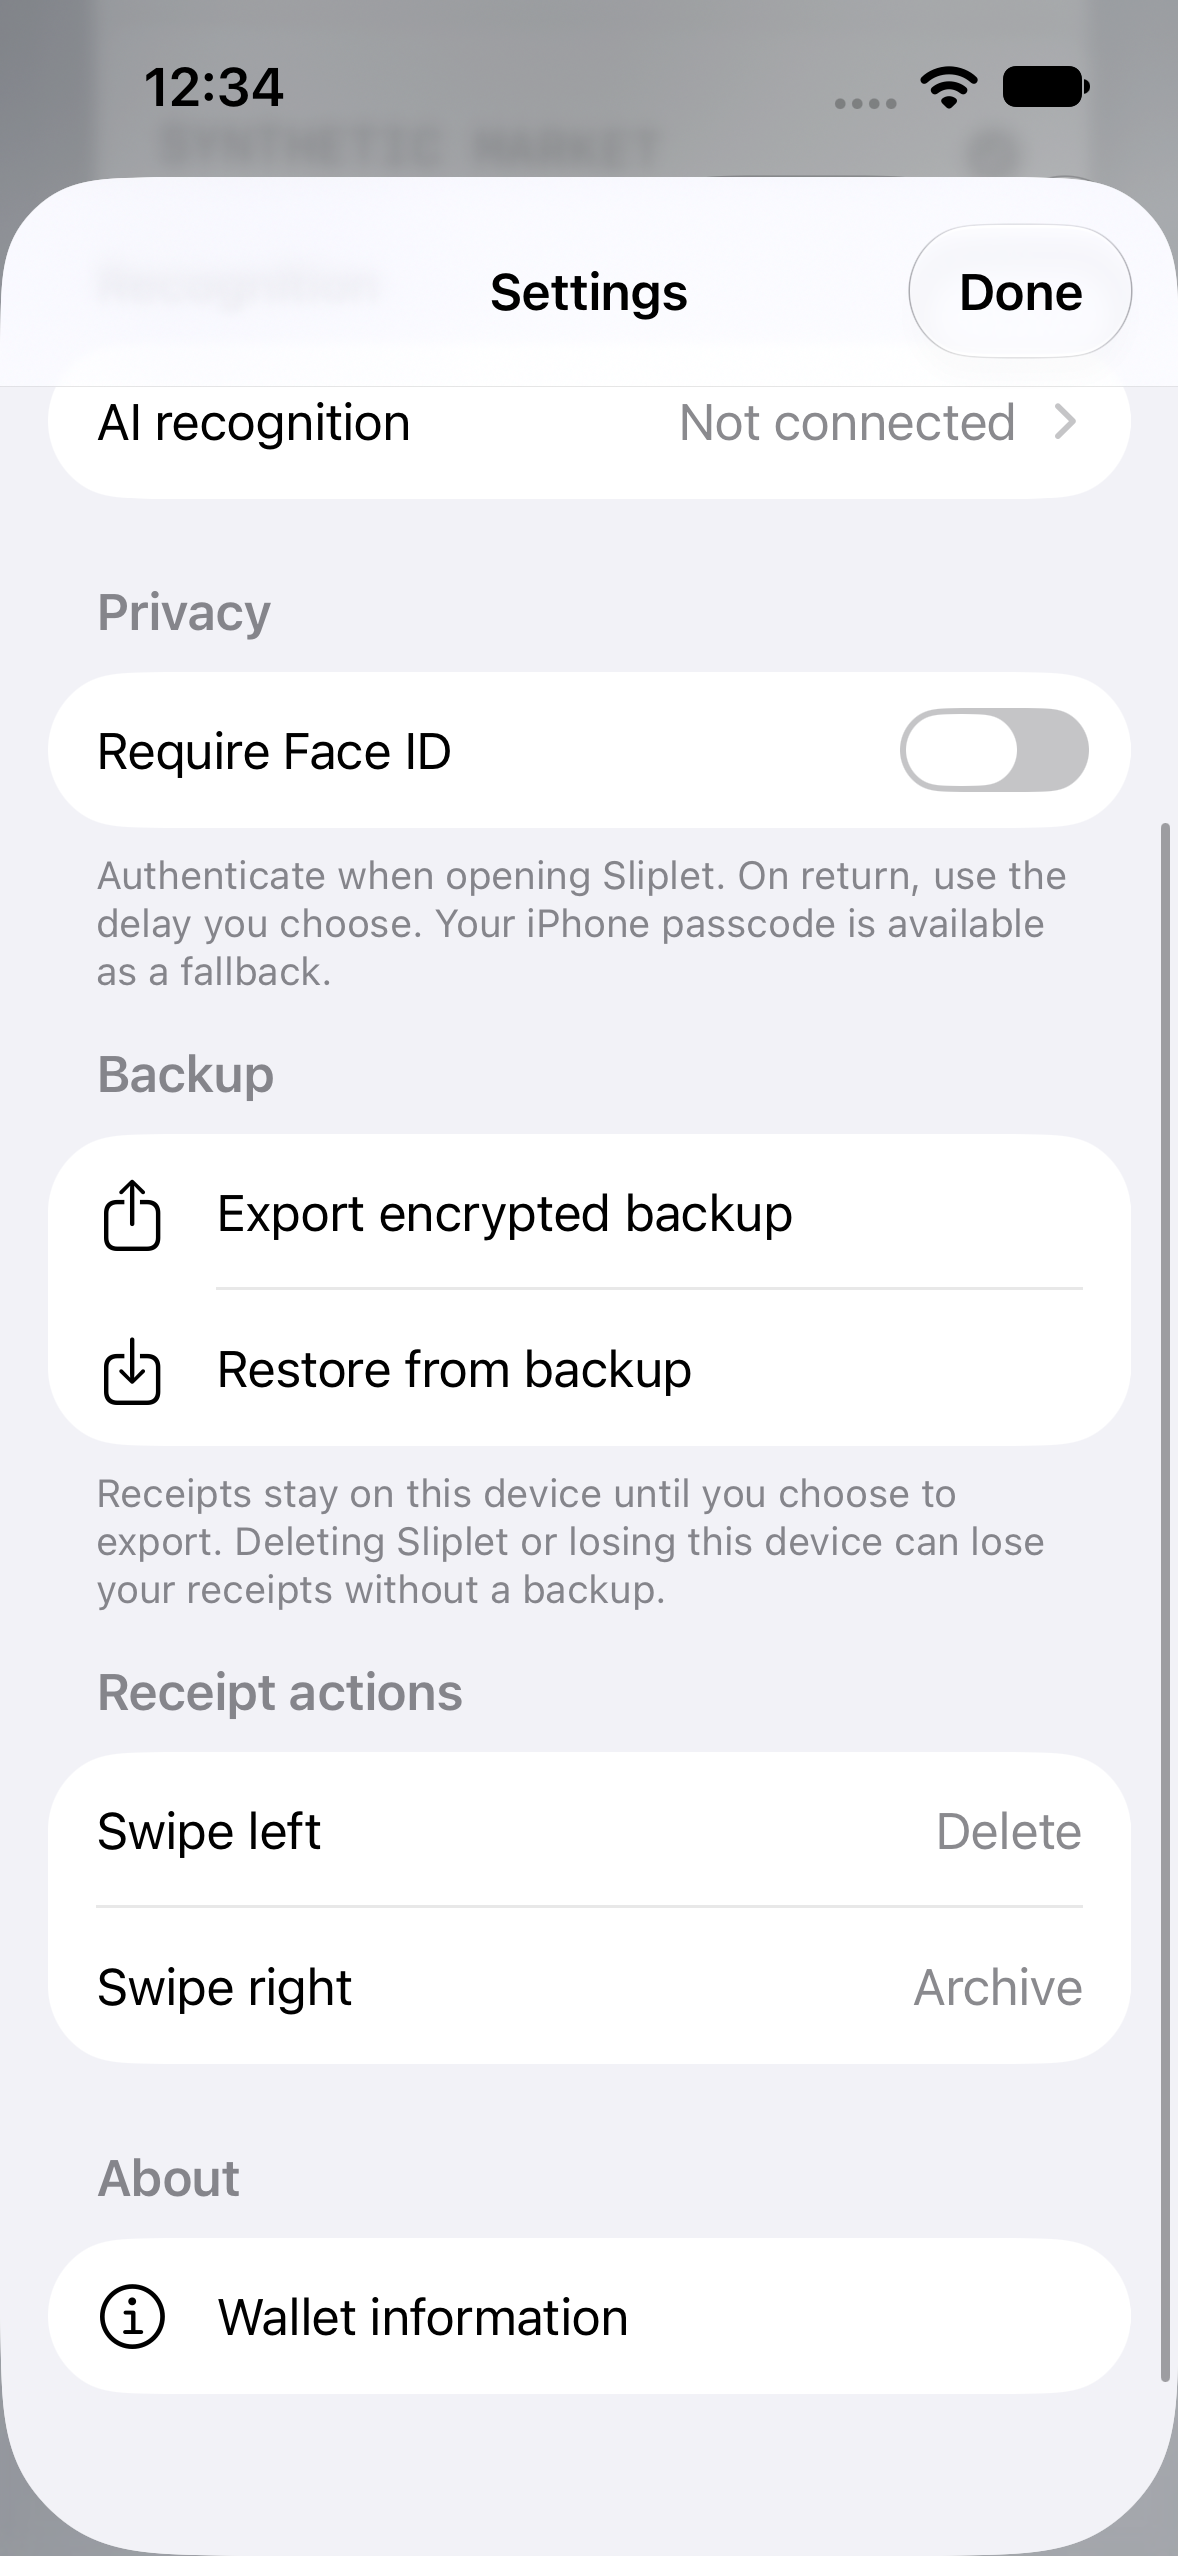 12:34
SYNTHETIC MARKET
Recognition
Settings
Done
AI recognition
Not connected
Privacy
Require Face ID
Authenticate when opening Sliplet. On return, use the
delay you choose. Your iPhone passcode is available
as a fallback.
Backup
Export encrypted backup
Restore from backup
Receipts stay on this device until you choose to
export. Deleting Sliplet or losing this device can lose
your receipts without a backup.
Receipt actions
Swipe left
Delete
Swipe right
Archive
About
Wallet information